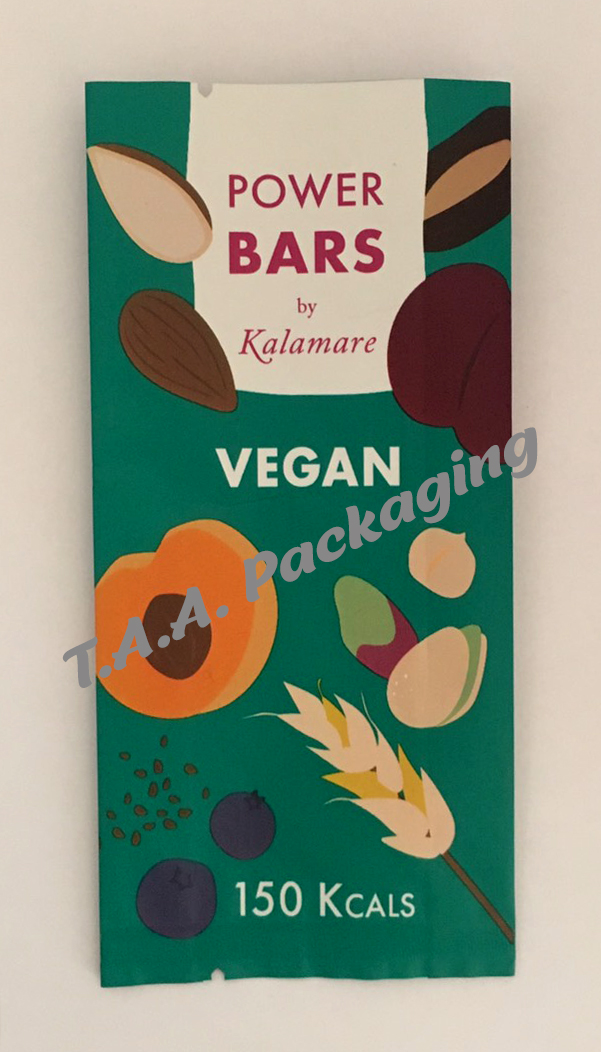 POWER
BARS
by
Kalamare
VEGAN
T.A.A. Packaging
150 KCALS